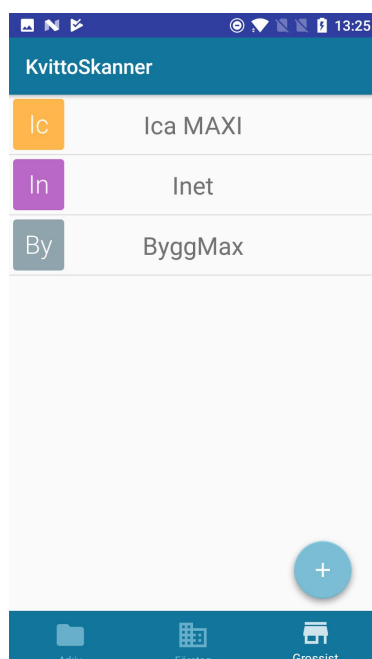 13:25
KvittoSkanner
Ic Ica MAXI
In Inet
By ByggMax
+
Grossist